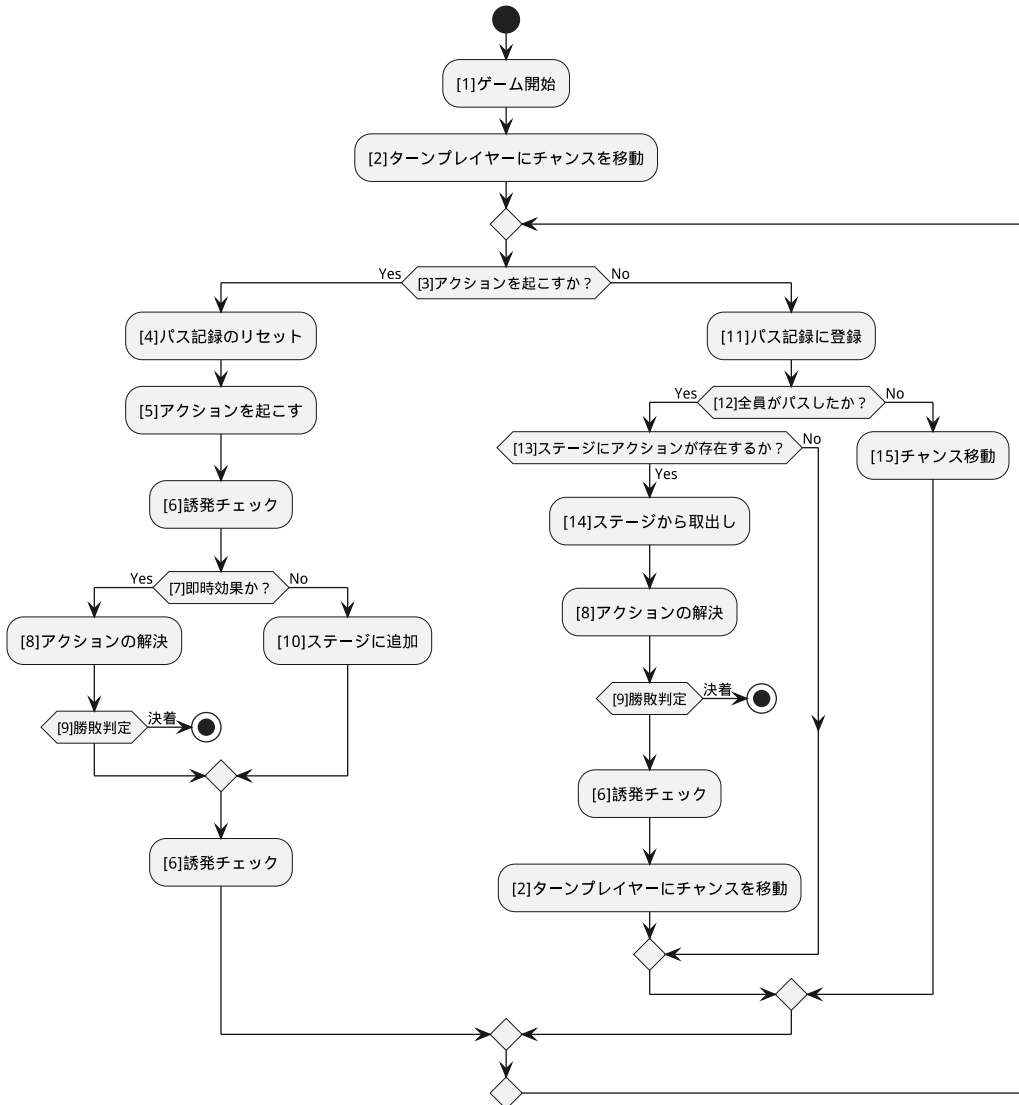 [1]ゲーム開始
[2]ターンプレイヤーにチャンスを移動
Yes
[3]アクションを起こすか？
No
[4]パス記録のリセット
[5]アクションを起こす
[6]誘発チェック
Yes
[7]即時効果か？
No
[8]アクションの解決
[9]勝敗判定
決着
[10]ステージに追加
[6]誘発チェック
[11]パス記録に登録
Yes
[12]全員がパスしたか？
No
[13]ステージにアクションが存在するか？
No
Yes
[14]ステージから取出し
[8]アクションの解決
[9]勝敗判定
決着
[6]誘発チェック
[2]ターンプレイヤーにチャンスを移動
[15]チャンス移動